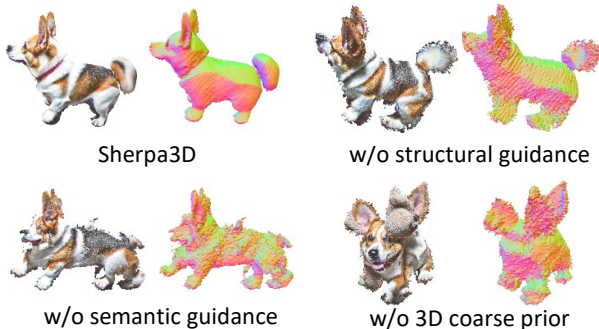 Sherpa3D
w/o structural guidance
w/o semantic guidance
w/o 3D coarse prior